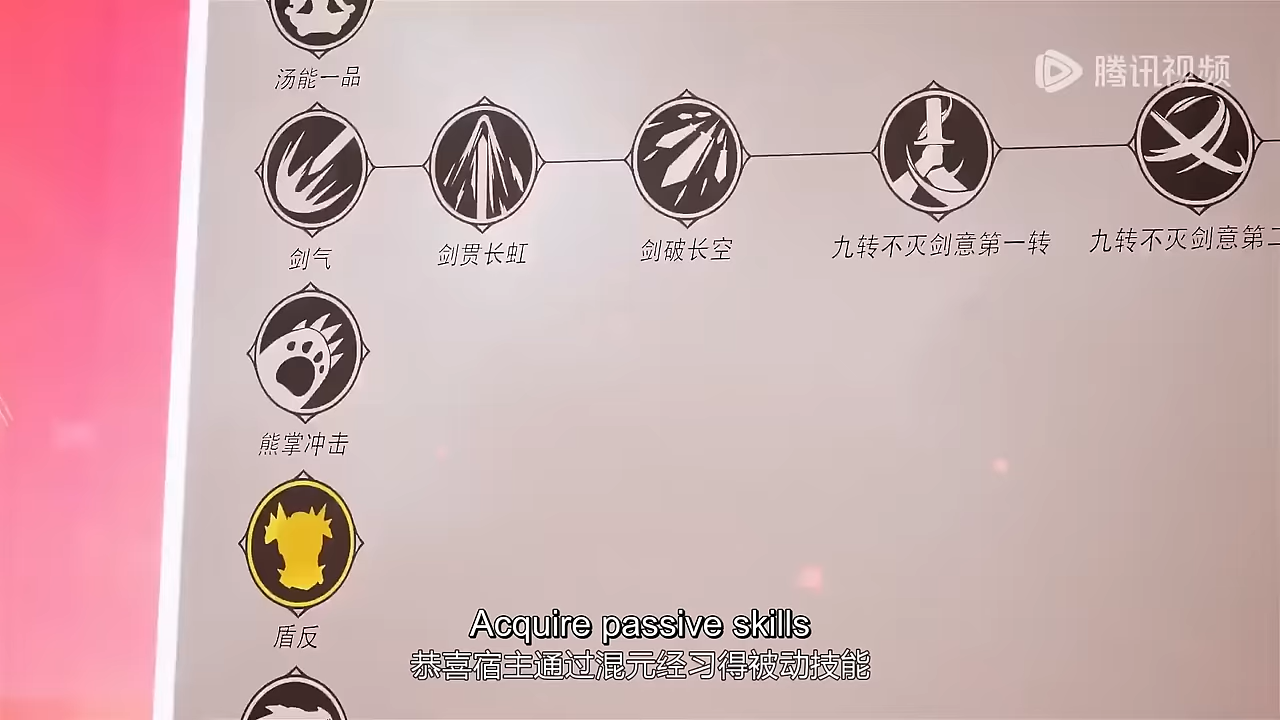 腾讯视频
汤能一品
剑气
剑贯长虹
剑破长空
九转不灭剑意第一转
九转不灭剑意第二
熊掌冲击
盾反
Acquire passive skills
恭喜宿主通过混元经习得被动技能